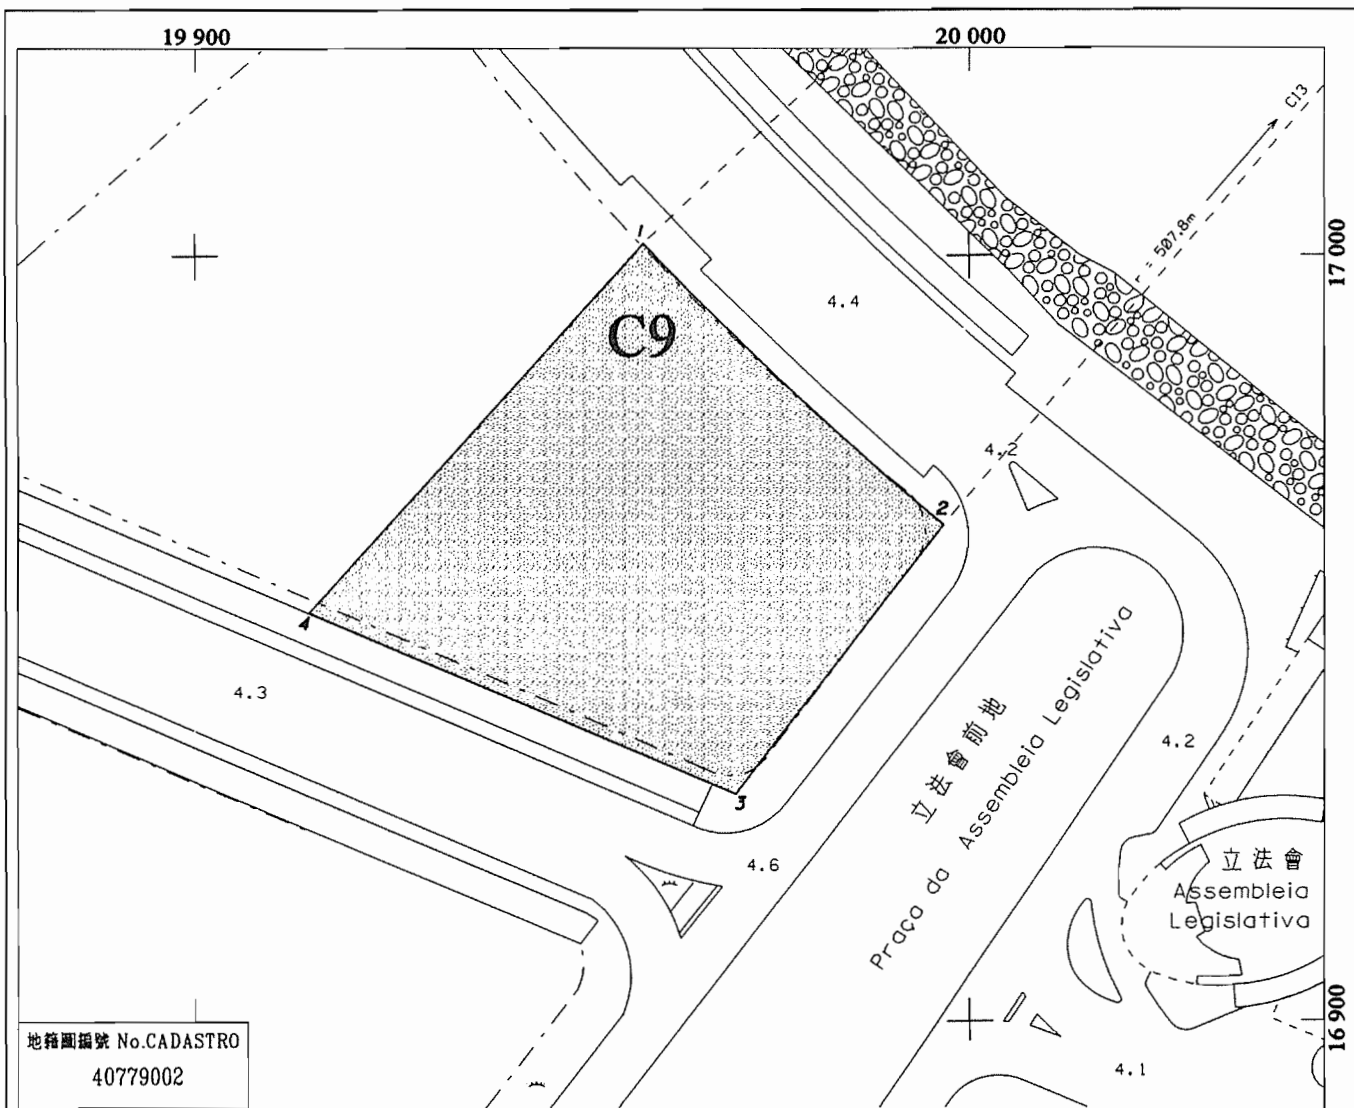 19 900
20 000
C13
507.8m
17 000
1
4.4
C9
4.2
2
A
4.3
立法會前地
Praça da Assembleia Legislativa
4.2
3
4.6
立法會
Assembleia
Legislativa
16 900
地籍圖編號 No.CADASTRO
40779002
4.1